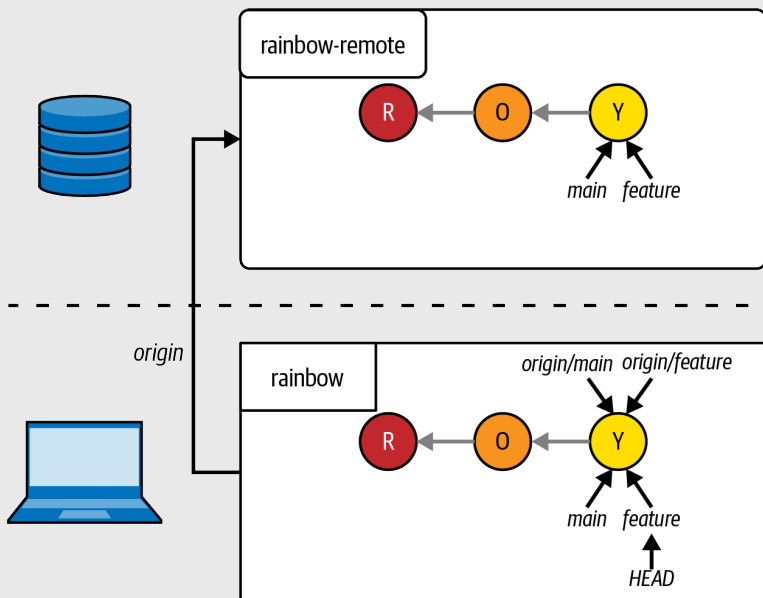 rainbow-remote
R O Y
main feature
origin
rainbow
origin/main origin/feature
R O Y
main feature
HEAD